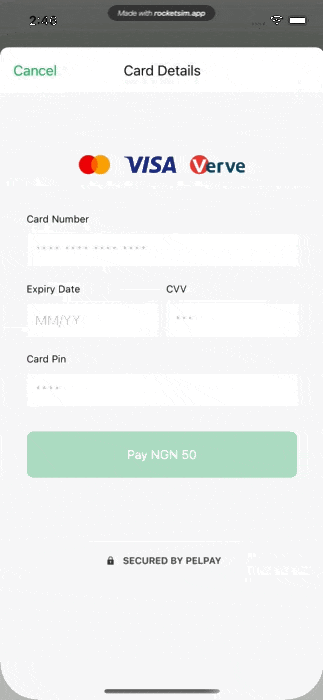 Made with rocketsim.app
2:46
Cancel
Card Details
VISA
Verve
Card Number
**** **** **** ****
Expiry Date
CVV
MM/YY
***
Card Pin
****
Pay NGN 50
SECURED BY PELPAY